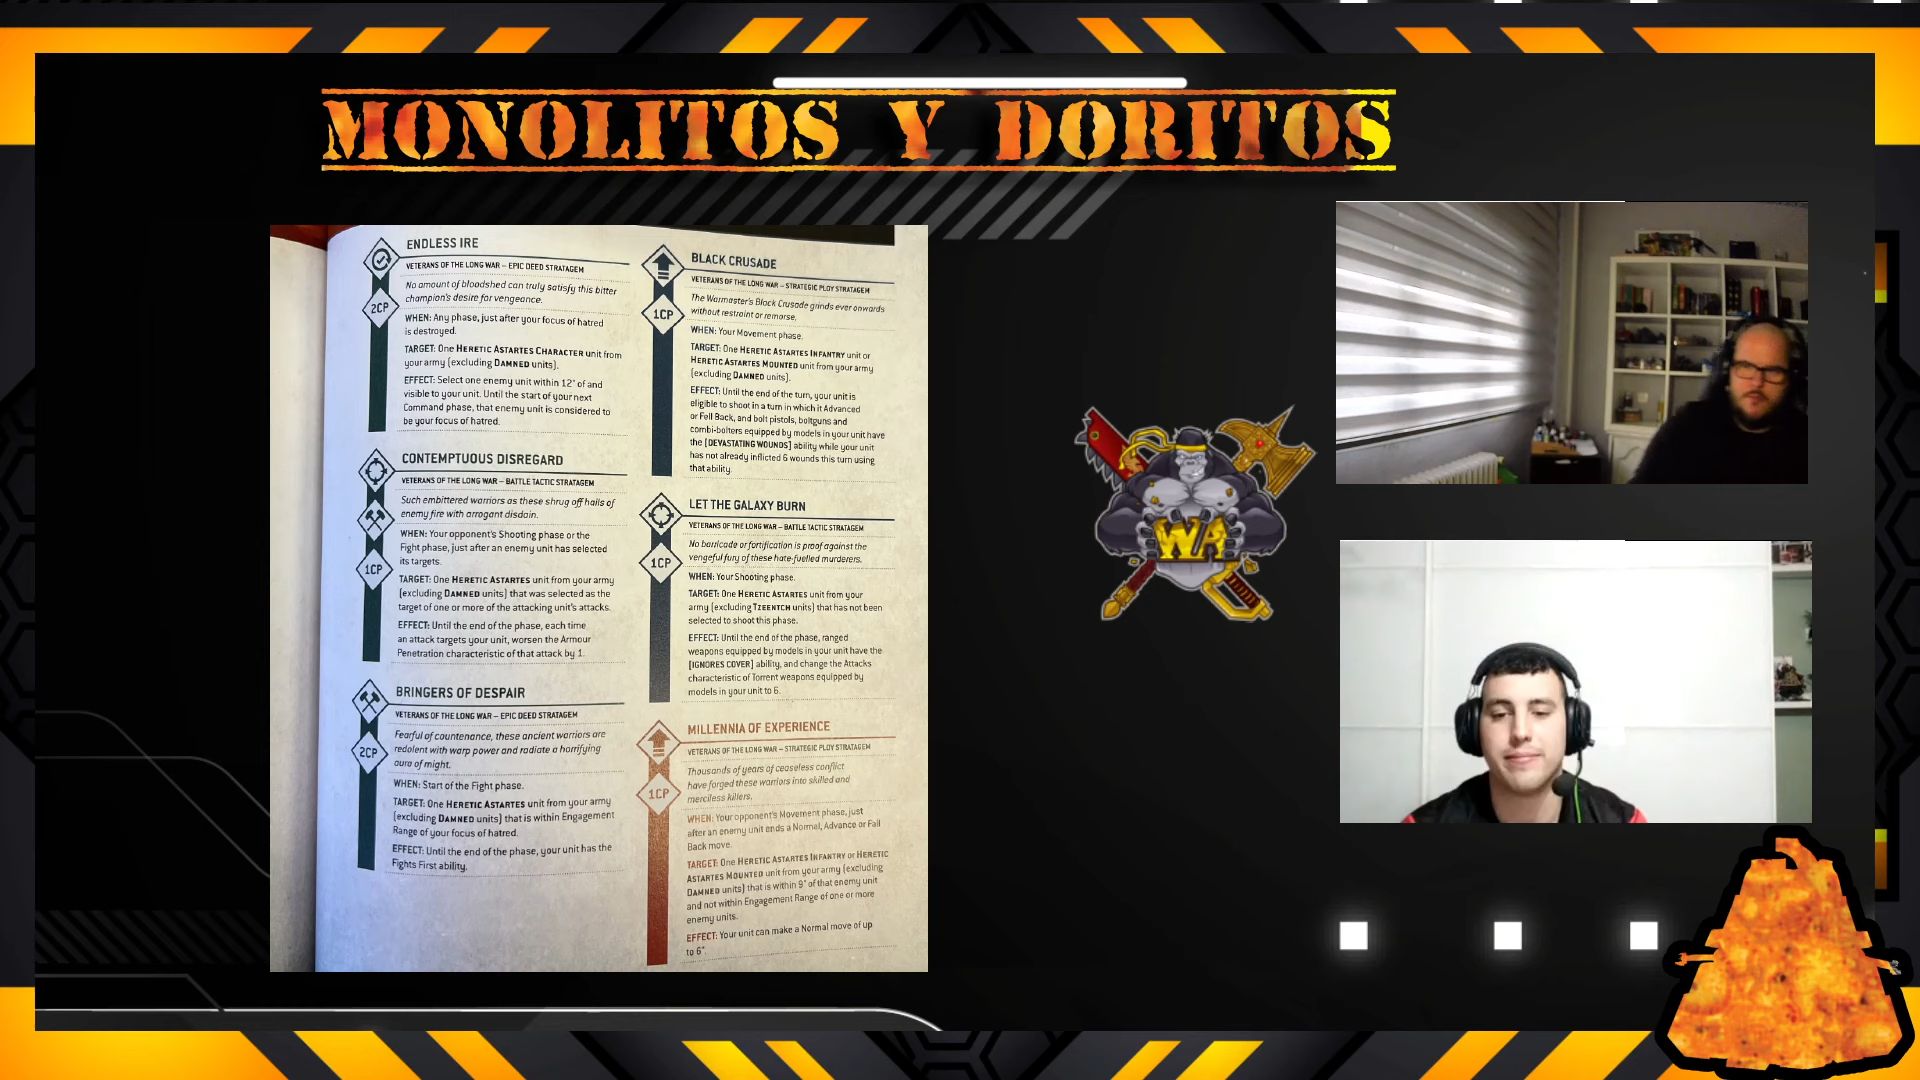 MONOLITOS Y DORITOS
ENDLESS IRE
VETERANS OF THE LONG WAR – EPIC DEED STRATAGEM
No amount of bloodshed can truly satisfy this bitter
champion's desire for vengeance.
2CP
WHEN: Any phase, just after your focus of hatred
is destroyed.
TARGET: One HERETIC ASTARTES CHARACTER unit from
your army (excluding DAMNED units).
EFFECT: Select one enemy unit within 12" of and
visible to your unit. Until the start of your next
Command phase, that enemy unit is considered to
be your focus of hatred.
CONTEMPTUOUS DISREGARD
VETERANS OF THE LONG WAR – BATTLE TACTIC STRATAGEM
Such embittered warriors as these shrug off hails of
enemy fire with arrogant disdain.
WHEN: Your opponent's Shooting phase or the
Fight phase, just after an enemy unit has selected
its targets.
1CP
TARGET: One HERETIC ASTARTES unit from your army
(excluding DAMNED units) that was selected as the
target of one or more of the attacking unit's attacks.
EFFECT: Until the end of the phase, each time
an attack targets your unit, worsen the Armour
Penetration characteristic of that attack by 1.
BRINGERS OF DESPAIR
VETERANS OF THE LONG WAR – EPIC DEED STRATAGEM
Fearful of countenance, these ancient warriors are
redolent with warp power and radiate a horrifying
aura of might.
2CP
WHEN: Start of the Fight phase.
TARGET: One HERETIC ASTARTES unit from your army
(excluding DAMNED units) that is within Engagement
Range of your focus of hatred.
EFFECT: Until the end of the phase, your unit has the
Fights First ability.
BLACK CRUSADE
VETERANS OF THE LONG WAR – STRATEGIC PLOY STRATAGEM
The Warmaster's Black Crusade grinds ever onwards
without restraint or remorse.
1CP
WHEN: Your Movement phase.
TARGET: One HERETIC ASTARTES INFANTRY unit or
HERETIC ASTARTES MOUNTED unit from your army
(excluding DAMNED units).
EFFECT: Until the end of the turn, your unit is
eligible to shoot in a turn in which it Advanced
or Fell Back, and bolt pistols, boltguns and
combi-bolters equipped by models in your unit have
the [DEVASTATING WOUNDS] ability while your unit
has not already inflicted 6 wounds this turn using
that ability.
LET THE GALAXY BURN
VETERANS OF THE LONG WAR – BATTLE TACTIC STRATAGEM
No barricade or fortification is proof against the
vengeful fury of these hate-fuelled murderers.
1CP
WHEN: Your Shooting phase.
TARGET: One HERETIC ASTARTES unit from your
army (excluding TZEENTCH units) that has not been
selected to shoot this phase.
EFFECT: Until the end of the phase, ranged
weapons equipped by models in your unit have the
[IGNORES COVER] ability, and change the Attacks
characteristic of Torrent weapons equipped by
models in your unit to 6.
MILLENNIA OF EXPERIENCE
VETERANS OF THE LONG WAR – STRATEGIC PLOY STRATAGEM
Thousands of years of ceaseless conflict
have forged these warriors into skilled and
merciless killers.
1CP
WHEN: Your opponent's Movement phase, just
after an enemy unit ends a Normal, Advance or Fall
Back move.
TARGET: One HERETIC ASTARTES INFANTRY or HERETIC
ASTARTES MOUNTED unit from your army (excluding
DAMNED units) that is within 9" of that enemy unit
and not within Engagement Range of one or more
enemy units.
EFFECT: Your unit can make a Normal move of up
to 6".
WA